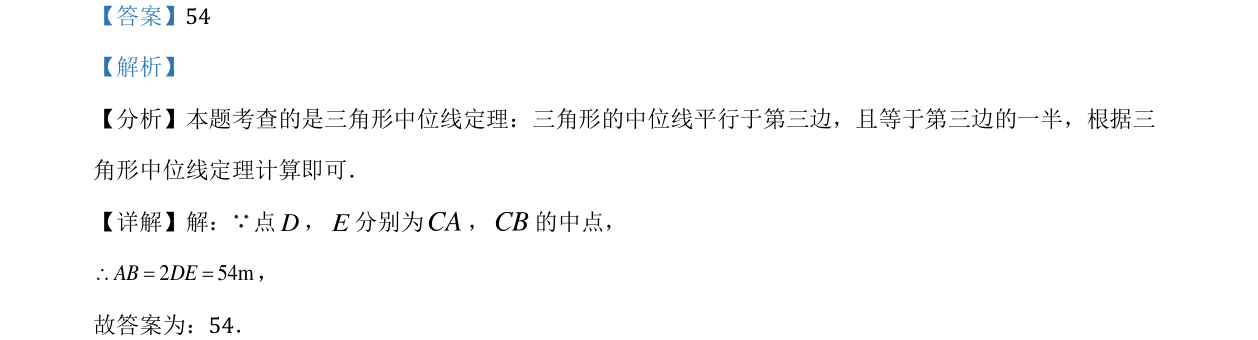 【答案】54
【解析】
【分析】本题考查的是三角形中位线定理：三角形的中位线平行于第三边，且等于第三边的一半，根据三
角形中位线定理计算即可．
【详解】解：∵点D，E分别为CA，CB的中点，
∴AB=2DE=54m，
故答案为：54．